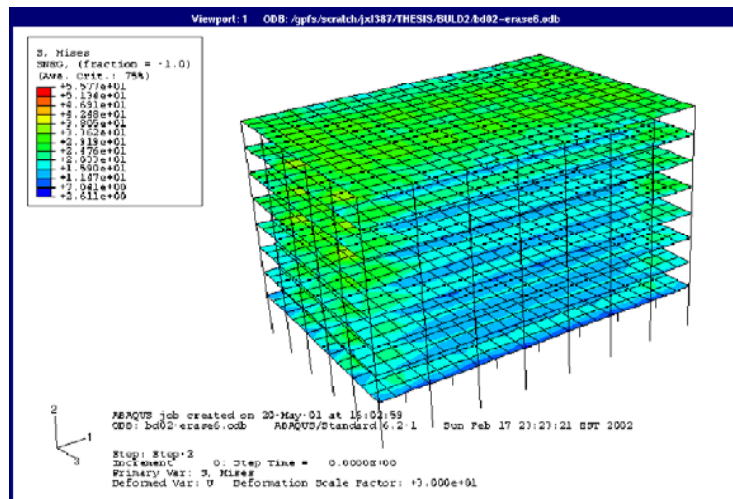 Viewport: 1 ODB: /gpfs/scratch/jxl387/THESIS/BULD2/bd02-erase6.odb
S, Mises
SNEG, (fraction = -1.0)
(Ave. Crit.: 75%)
+5.577e+01
+5.134e+01
+4.691e+01
+4.248e+01
+3.805e+01
+3.362e+01
+2.919e+01
+2.476e+01
+2.033e+01
+1.590e+01
+1.147e+01
+7.041e+00
+2.611e+00
2
1
3
ABAQUS job created on 20-May-01 at 16:02:59
ODB: bd02-erase6.odb ABAQUS/Standard 6.2-1 Sun Feb 17 23:23:21 2002
Step: Step-2
Increment 0: Step Time = 0.0000E+00
Primary Var: S, Mises
Deformed Var: U Deformation Scale Factor: +3.000e+01